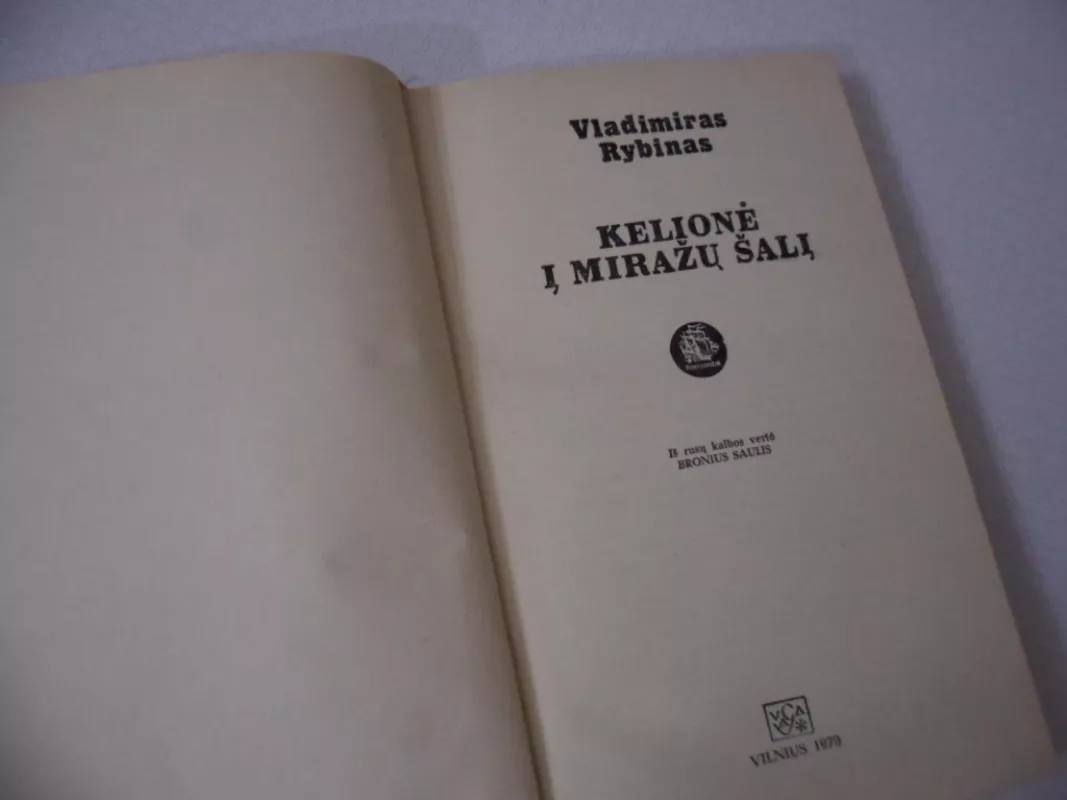 Vladimiras
Rybinas
KELIONĖ
Į MIRAŽŲ ŠALĮ
Iš rusų kalbos vertė
BRONIUS SAULIS
VILNIUS 1979